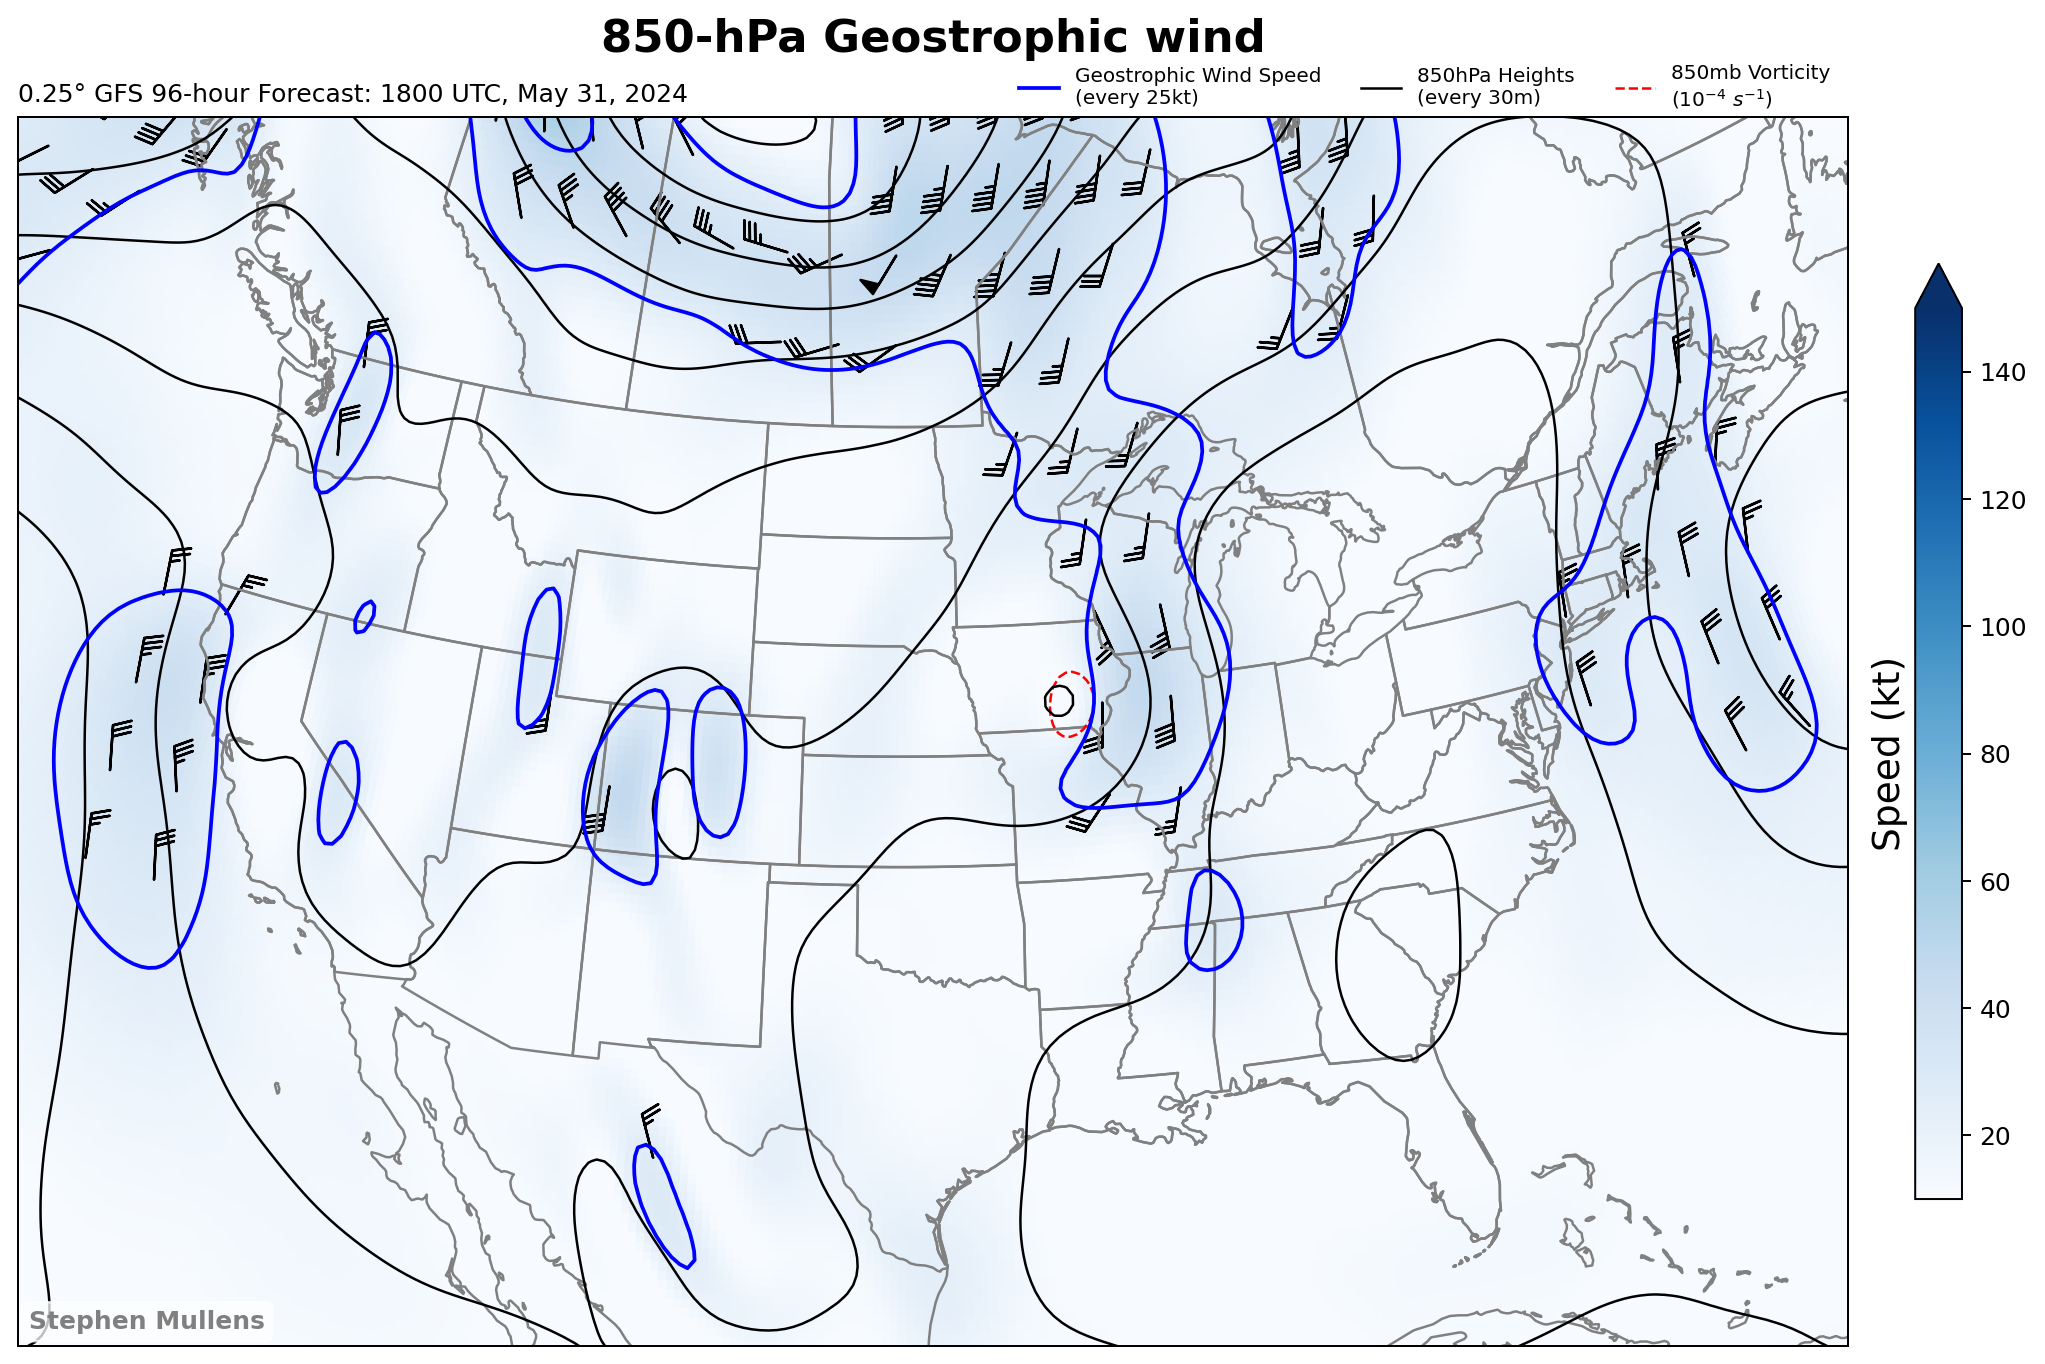 850-hPa Geostrophic wind
0.25° GFS 96-hour Forecast: 1800 UTC, May 31, 2024
Geostrophic Wind Speed
(every 25kt)
850hPa Heights
(every 30m)
850mb Vorticity
(10⁻⁴ s⁻¹)
140
120
100
80
60
40
20
Speed (kt)
Stephen Mullens